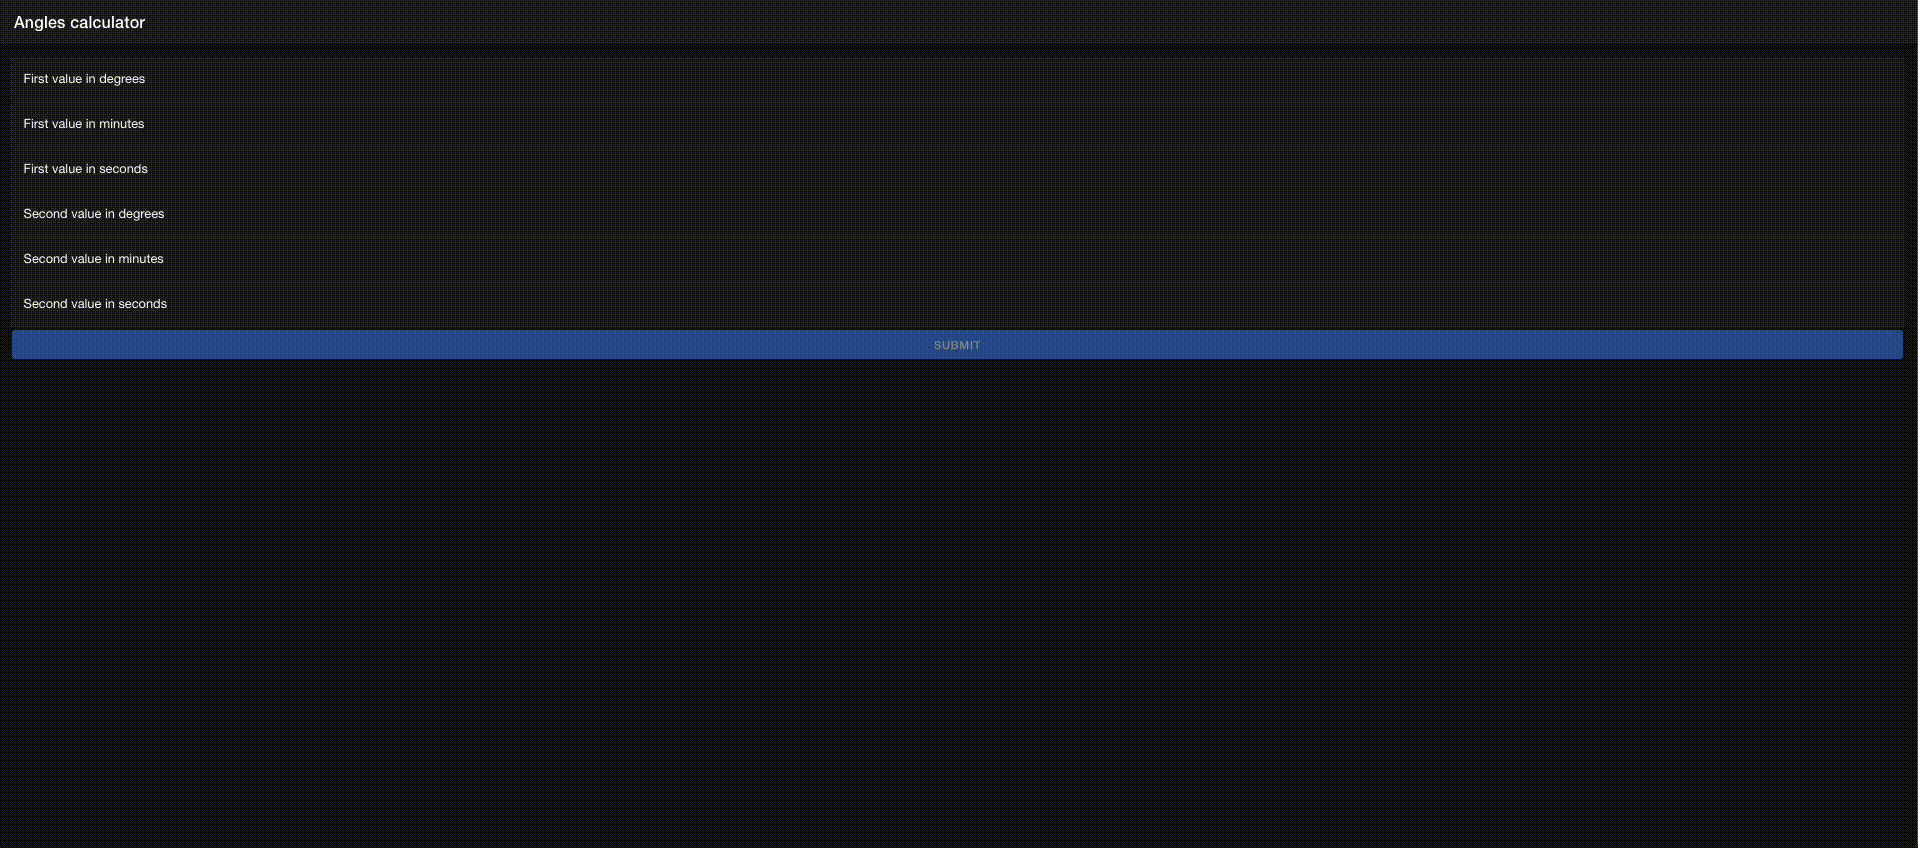 Angles calculator
First value in degrees
First value in minutes
First value in seconds
Second value in degrees
Second value in minutes
Second value in seconds
SUBMIT